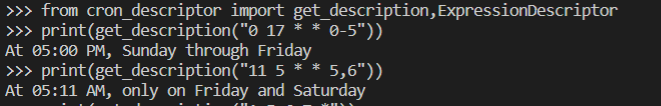 >>> from cron_descriptor import get_description,ExpressionDescriptor
>>> print(get_description("0 17 * * 0-5"))
At 05:00 PM, Sunday through Friday
>>> print(get_description("11 5 * * 5,6"))
At 05:11 AM, only on Friday and Saturday